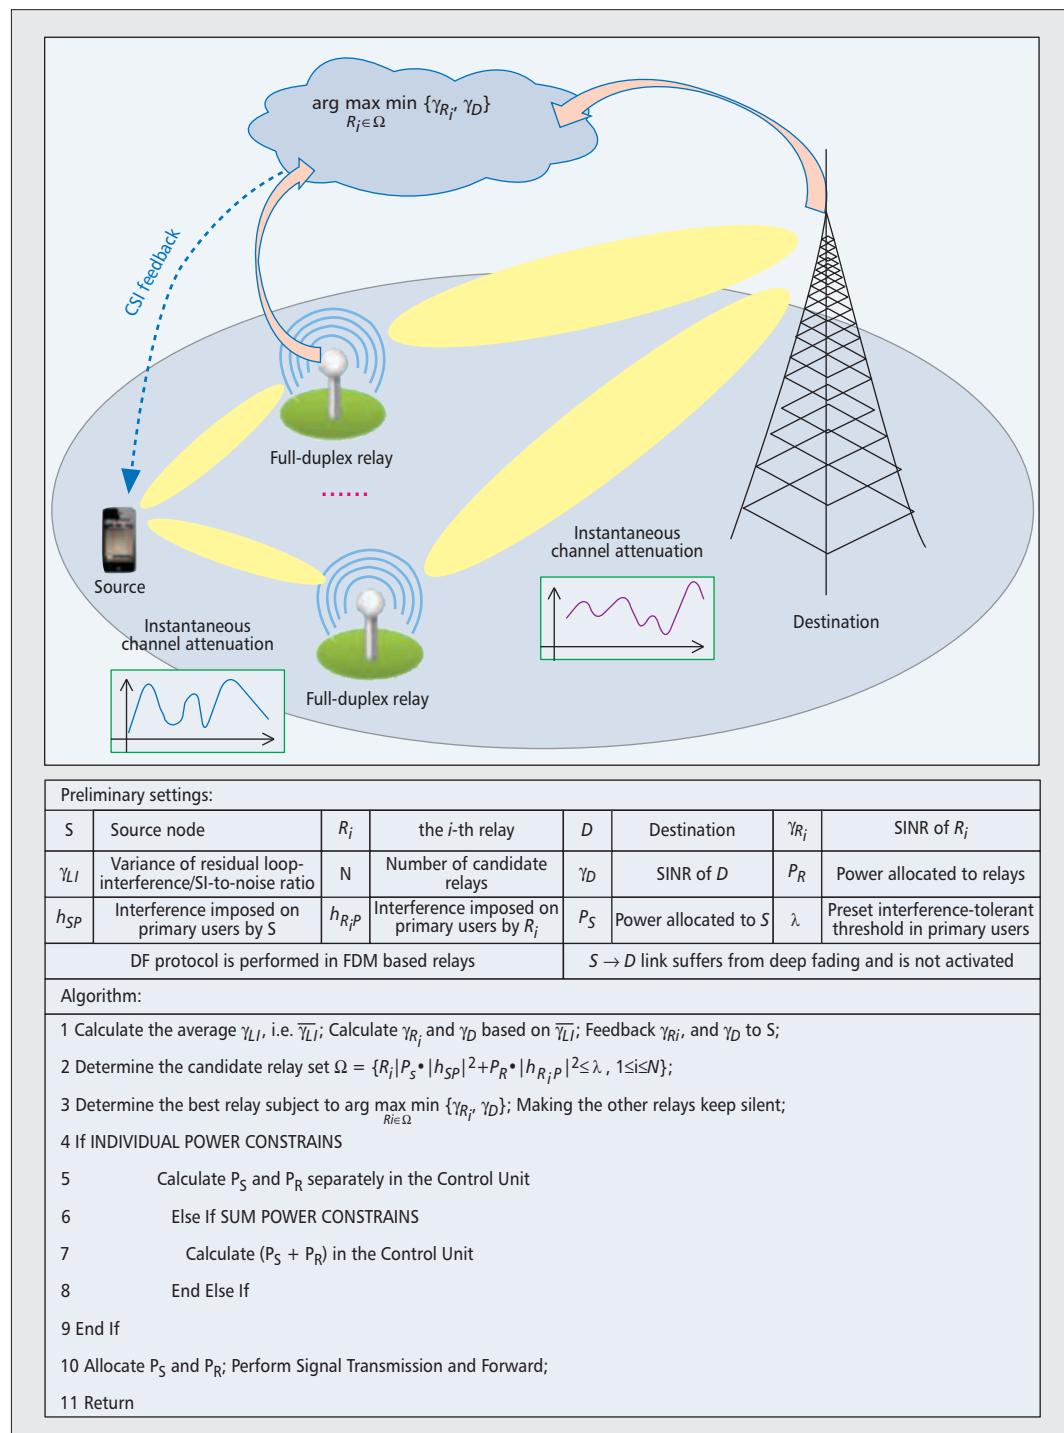 arg max min {γ_{R_i}, γ_D}
R_i∈Ω
CSI feedback
Full-duplex relay
......
Source
Instantaneous
channel attenuation
Instantaneous
channel attenuation
Destination
Full-duplex relay
Preliminary settings:
S Source node R_i the i-th relay D Destination γ_{R_i} SINR of R_i
γ_{LI} Variance of residual loop-
interference/SI-to-noise ratio N Number of candidate
relays γ_D SINR of D P_R Power allocated to relays
h_{SP} Interference imposed on
primary users by S h_{R_iP} Interference imposed on
primary users by R_i P_S Power allocated to S λ Preset interference-tolerant
threshold in primary users
DF protocol is performed in FDM based relays S → D link suffers from deep fading and is not activated
Algorithm:
1 Calculate the average γ_{LI}, i.e. \overline{γ_{LI}}; Calculate γ_{R_i} and γ_D based on \overline{γ_{LI}}; Feedback γ_{Ri}, and γ_D to S;
2 Determine the candidate relay set Ω = {R_i|P_s•|h_{SP}|²+P_R•|h_{R_iP}|²≤λ, 1≤i≤N};
3 Determine the best relay subject to arg max min {γ_{R_i}, γ_D}; Making the other relays keep silent;
Ri∈Ω
4 If INDIVIDUAL POWER CONSTRAINS
5 Calculate P_S and P_R separately in the Control Unit
6 Else If SUM POWER CONSTRAINS
7 Calculate (P_S + P_R) in the Control Unit
8 End Else If
9 End If
10 Allocate P_S and P_R; Perform Signal Transmission and Forward;
11 Return